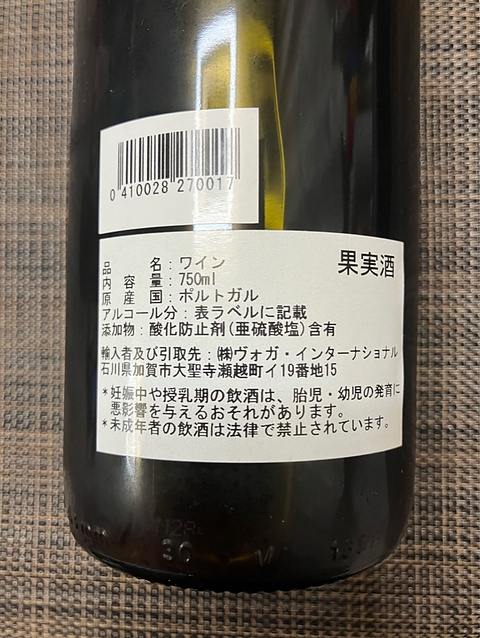 0 410028 270017
果実酒
品名：ワイン
内容量：750ml
原産国：ポルトガル
アルコール分：表ラベルに記載
添加物：酸化防止剤(亜硫酸塩)含有
輸入者及び引取先：㈱ヴォガ・インターナショナル
石川県加賀市大聖寺瀬越町イ19番地15
*妊娠中や授乳期の飲酒は、胎児・幼児の発育に
悪影響を与えるおそれがあります。
*未成年者の飲酒は法律で禁止されています。
30